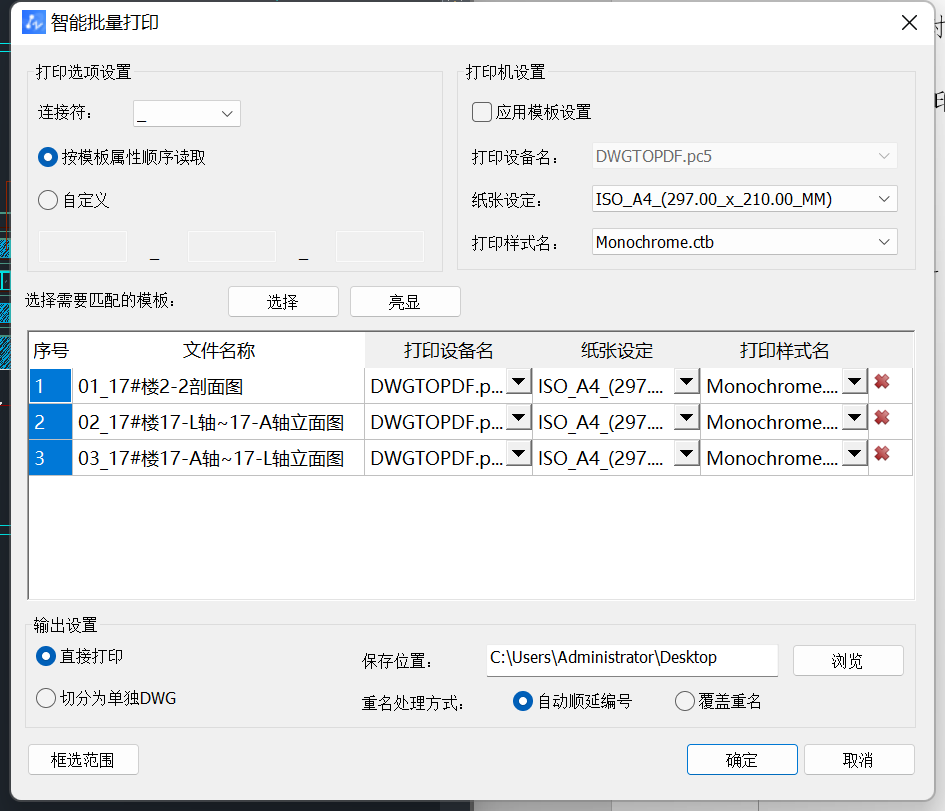 智能批量打印
打印选项设置
连接符：
_
按模板属性顺序读取
自定义
_ _
打印机设置
应用模板设置
打印设备名：
DWGTOPDF.pc5
纸张设定：
ISO_A4_(297.00_x_210.00_MM)
打印样式名：
Monochrome.ctb
选择需要匹配的模板：
选择
亮显
序号 文件名称 打印设备名 纸张设定 打印样式名
1 01_17#楼2-2剖面图 DWGTOPDF.p... ISO_A4_(297.... Monochrome....
2 02_17#楼17-L轴~17-A轴立面图 DWGTOPDF.p... ISO_A4_(297.... Monochrome....
3 03_17#楼17-A轴~17-L轴立面图 DWGTOPDF.p... ISO_A4_(297.... Monochrome....
输出设置
直接打印
切分为单独DWG
保存位置：
C:\Users\Administrator\Desktop
浏览
重名处理方式：
自动顺延编号
覆盖重名
框选范围
确定
取消